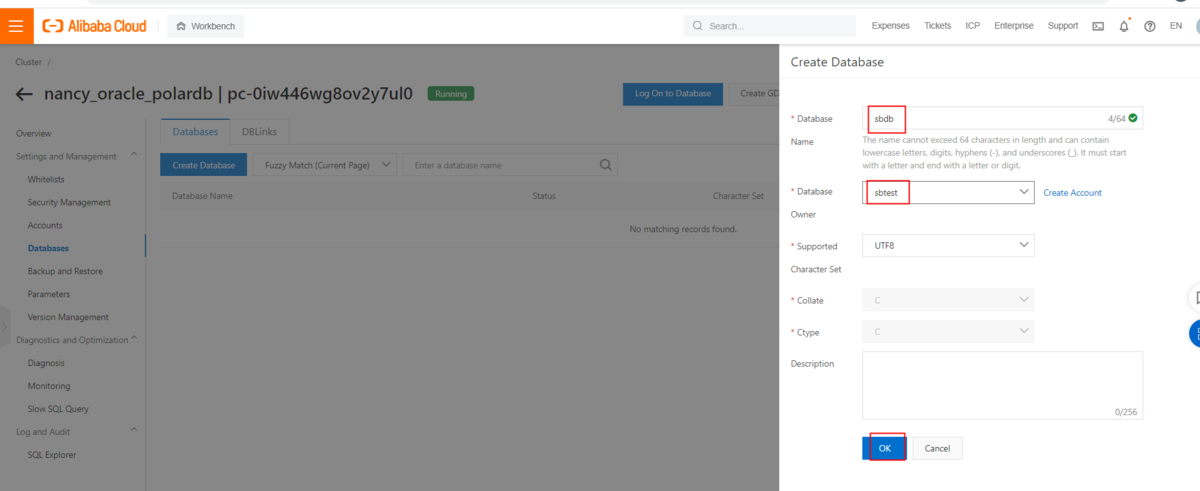 Alibaba Cloud
Workbench
Search...
Expenses
Tickets
ICP
Enterprise
Support
EN
Cluster /
nancy_oracle_polardb | pc-0iw446wg8ov2y7ul0
Running
Log On to Database
Create GD
Overview
Settings and Management
Whitelists
Security Management
Accounts
Databases
Backup and Restore
Parameters
Version Management
Diagnostics and Optimization
Diagnosis
Monitoring
Slow SQL Query
Log and Audit
SQL Explorer
Databases
DBLinks
Create Database
Fuzzy Match (Current Page)
Enter a database name
Database Name
Status
Character Set
No matching records found.
Create Database
* Database Name
sbdb
4/64
The name cannot exceed 64 characters in length and can contain
lowercase letters, digits, hyphens (-), and underscores (_). It must start
with a letter and end with a letter or digit.
* Database Owner
sbtest
Create Account
* Supported Character Set
UTF8
* Collate
C
* Ctype
C
Description
0/256
OK
Cancel